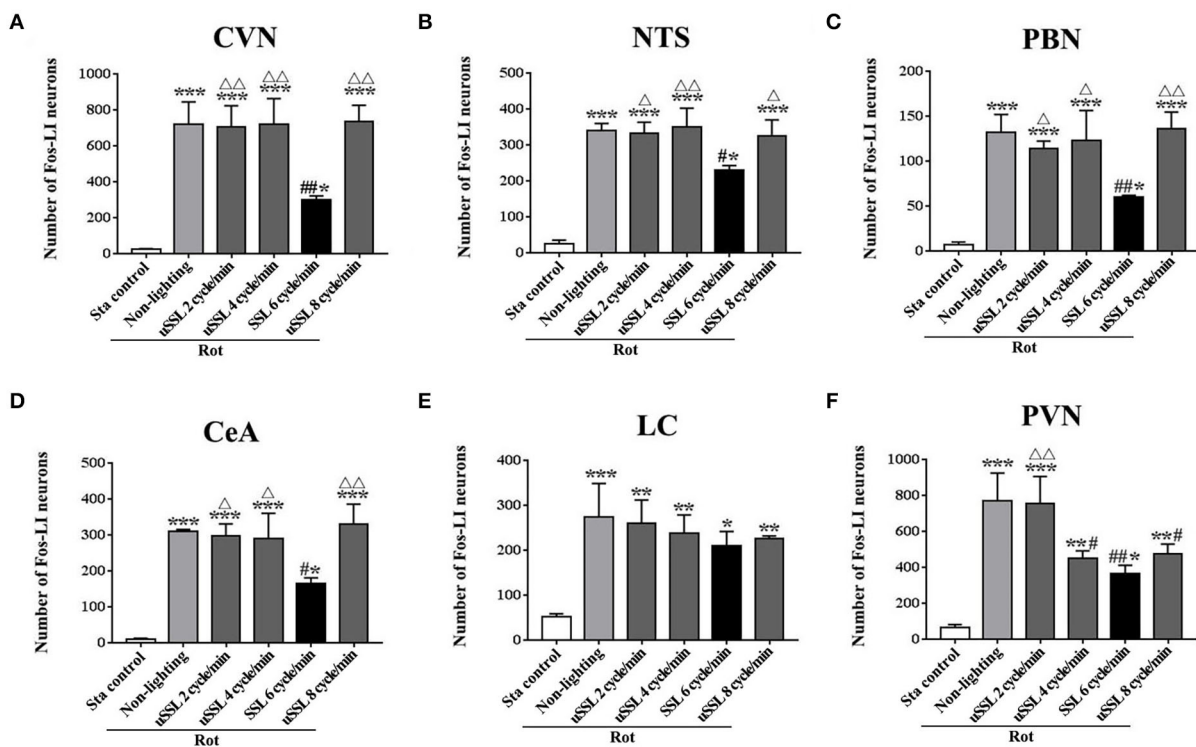 A
CVN
Number of Fos-LI neurons
1000
800
600
400
200
0
***
△△
***
△△
***
##*
△△
***
Sta control
Non-lighting
uSSL 2 cycle/min
uSSL 4 cycle/min
SSL 6 cycle/min
uSSL 8 cycle/min
Rot
B
NTS
Number of Fos-LI neurons
500
400
300
200
100
0
***
△
***
△△
***
#*
△
***
Sta control
Non-lighting
uSSL 2 cycle/min
uSSL 4 cycle/min
SSL 6 cycle/min
uSSL 8 cycle/min
Rot
C
PBN
Number of Fos-LI neurons
200
150
100
50
0
***
△
***
△
***
##*
△△
***
Sta control
Non-lighting
uSSL 2 cycle/min
uSSL 4 cycle/min
SSL 6 cycle/min
uSSL 8 cycle/min
Rot
D
CeA
Number of Fos-LI neurons
500
400
300
200
100
0
***
△
***
△
***
#*
△△
***
Sta control
Non-lighting
uSSL 2 cycle/min
uSSL 4 cycle/min
SSL 6 cycle/min
uSSL 8 cycle/min
Rot
E
LC
Number of Fos-LI neurons
400
300
200
100
0
***
**
**
*
**
Sta control
Non-lighting
uSSL 2 cycle/min
uSSL 4 cycle/min
SSL 6 cycle/min
uSSL 8 cycle/min
Rot
F
PVN
Number of Fos-LI neurons
1000
800
600
400
200
0
***
△△
***
**#
##*
**#
Sta control
Non-lighting
uSSL 2 cycle/min
uSSL 4 cycle/min
SSL 6 cycle/min
uSSL 8 cycle/min
Rot